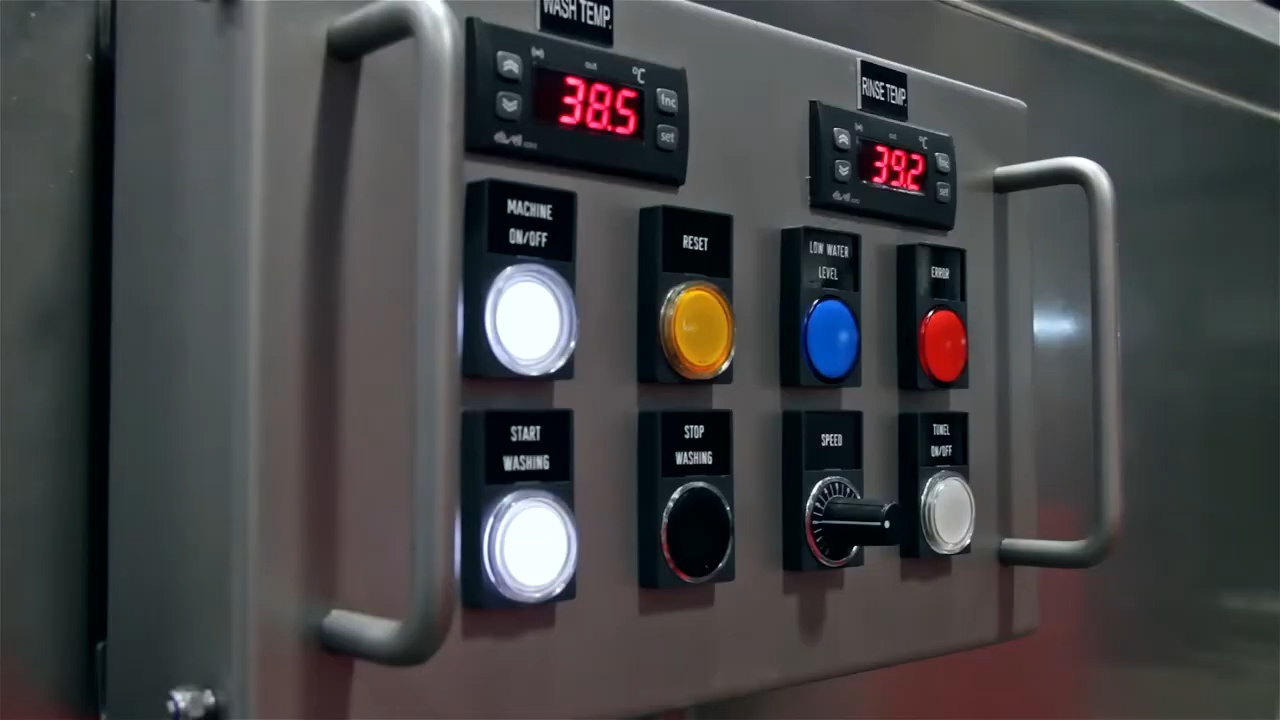 WASH TEMP.
out °C
38.5
fnc
set
RINSE TEMP.
out °C
39.2
fnc
set
MACHINE
ON/OFF
RESET
LOW WATER
LEVEL
ERROR
START
WASHING
STOP
WASHING
SPEED
TUNEL
ON/OFF